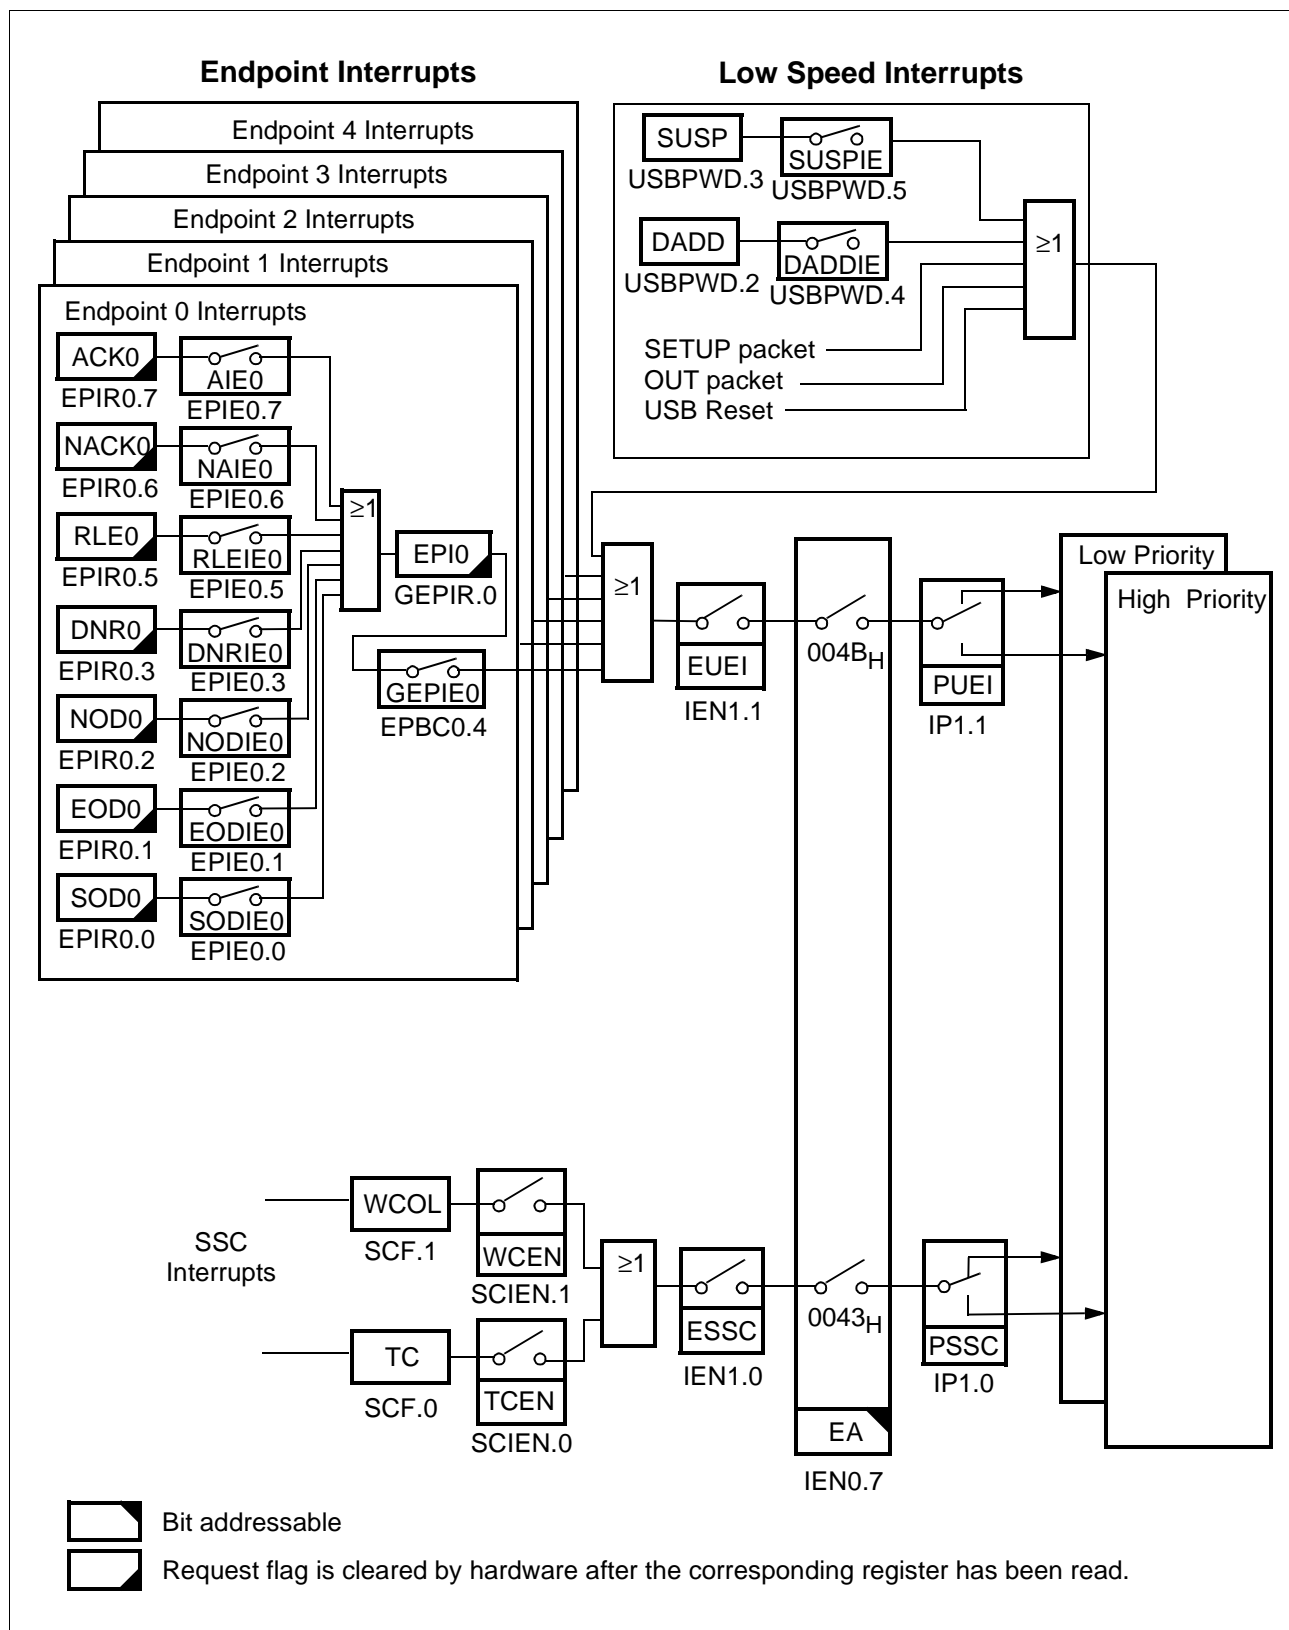 Endpoint Interrupts
Low Speed Interrupts
Endpoint 4 Interrupts
Endpoint 3 Interrupts
Endpoint 2 Interrupts
Endpoint 1 Interrupts
Endpoint 0 Interrupts
ACK0
EPIR0.7
AIE0
EPIE0.7
NACK0
EPIR0.6
NAIE0
EPIE0.6
RLE0
EPIR0.5
RLEIE0
EPIE0.5
DNR0
EPIR0.3
DNRIE0
EPIE0.3
NOD0
EPIR0.2
NODIE0
EPIE0.2
EOD0
EPIR0.1
EODIE0
EPIE0.1
SOD0
EPIR0.0
SODIE0
EPIE0.0
≥1
EPI0
GEPIR.0
GEPIE0
EPBC0.4
SUSP
USBPWD.3
SUSPIE
USBPWD.5
DADD
USBPWD.2
DADDIE
USBPWD.4
SETUP packet
OUT packet
USB Reset
≥1
≥1
EUEI
IEN1.1
004BH
PUEI
IP1.1
Low Priority
High Priority
SSC
Interrupts
WCOL
SCF.1
WCEN
SCIEN.1
TC
SCF.0
TCEN
SCIEN.0
≥1
ESSC
IEN1.0
0043H
PSSC
IP1.0
EA
IEN0.7
Bit addressable
Request flag is cleared by hardware after the corresponding register has been read.